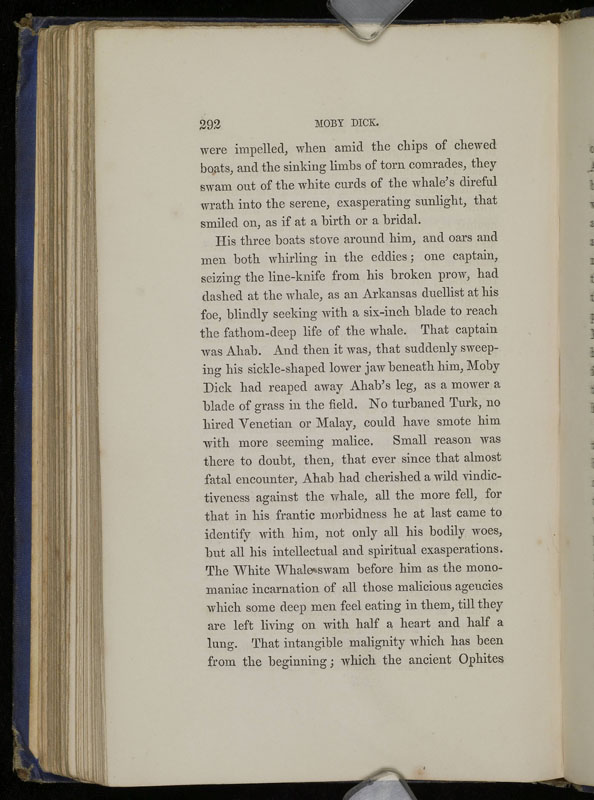 292 MOBY DICK.
were impelled, when amid the chips of chewed
boats, and the sinking limbs of torn comrades, they
swam out of the white curds of the whale's direful
wrath into the serene, exasperating sunlight, that
smiled on, as if at a birth or a bridal.
His three boats stove around him, and oars and
men both whirling in the eddies; one captain,
seizing the line-knife from his broken prow, had
dashed at the whale, as an Arkansas duellist at his
foe, blindly seeking with a six-inch blade to reach
the fathom-deep life of the whale. That captain
was Ahab. And then it was, that suddenly sweep-
ing his sickle-shaped lower jaw beneath him, Moby
Dick had reaped away Ahab's leg, as a mower a
blade of grass in the field. No turbaned Turk, no
hired Venetian or Malay, could have smote him
with more seeming malice. Small reason was
there to doubt, then, that ever since that almost
fatal encounter, Ahab had cherished a wild vindic-
tiveness against the whale, all the more fell, for
that in his frantic morbidness he at last came to
identify with him, not only all his bodily woes,
but all his intellectual and spiritual exasperations.
The White Whale swam before him as the mono-
maniac incarnation of all those malicious agencies
which some deep men feel eating in them, till they
are left living on with half a heart and half a
lung. That intangible malignity which has been
from the beginning; which the ancient Ophites